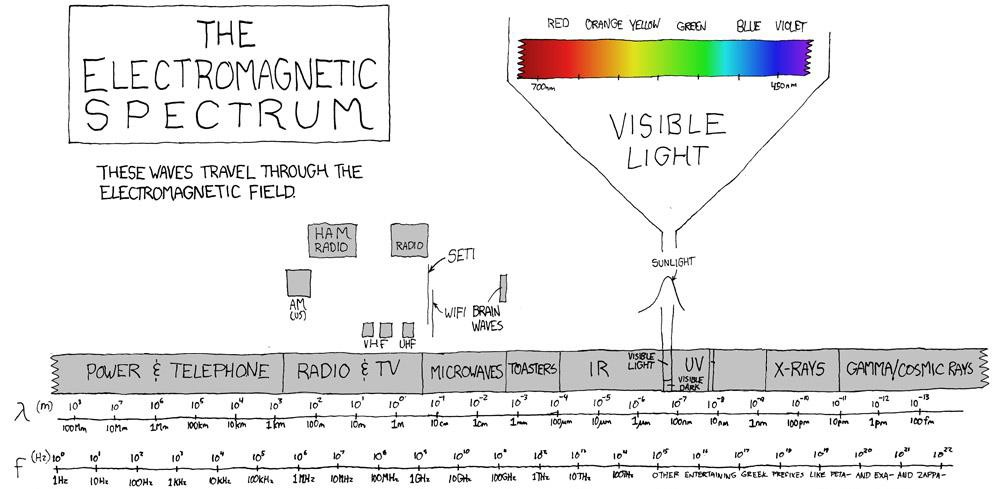 THE
ELECTROMAGNETIC
SPECTRUM
THESE WAVES TRAVEL THROUGH THE
ELECTROMAGNETIC FIELD.
RED ORANGE YELLOW GREEN BLUE VIOLET
700nm 450nm
VISIBLE
LIGHT
SUNLIGHT
HAM
RADIO
RADIO
SETI
AM
(US)
VHF
UHF
WIFI
BRAIN
WAVES
POWER & TELEPHONE
RADIO & TV
MICROWAVES
TOASTERS
IR
VISIBLE
LIGHT
UV
VISIBLE
DARK
X-RAYS
GAMMA/COSMIC RAYS
λ (m) 10⁸ 10⁷ 10⁶ 10⁵ 10⁴ 10³ 10² 10¹ 10⁰ 10⁻¹ 10⁻² 10⁻³ 10⁻⁴ 10⁻⁵ 10⁻⁶ 10⁻⁷ 10⁻⁸ 10⁻⁹ 10⁻¹⁰ 10⁻¹¹ 10⁻¹² 10⁻¹³
100Mm 10Mm 1Mm 100km 10km 1km 100m 10m 1m 10cm 1cm 1mm 100µm 10µm 1µm 10nm 1nm 100pm 10pm 1pm 100fm
f (Hz) 10⁰ 10¹ 10² 10³ 10⁴ 10⁵ 10⁶ 10⁷ 10⁸ 10⁹ 10¹⁰ 10¹² 10¹³ 10¹⁴ 10¹⁵ 10¹⁶ 10¹⁷ 10¹⁸ 10¹⁹ 10²⁰ 10²¹ 10²²
1Hz 10Hz 100Hz 1KHz 10KHz 100KHz 1MHz 10MHz 100MHz 1GHz 10GHz 100GHz 1THz 10THz 100THz OTHER ENTERTAINING GREEK PREFIXES LIKE PETA- AND EXA- AND ZAPPA-